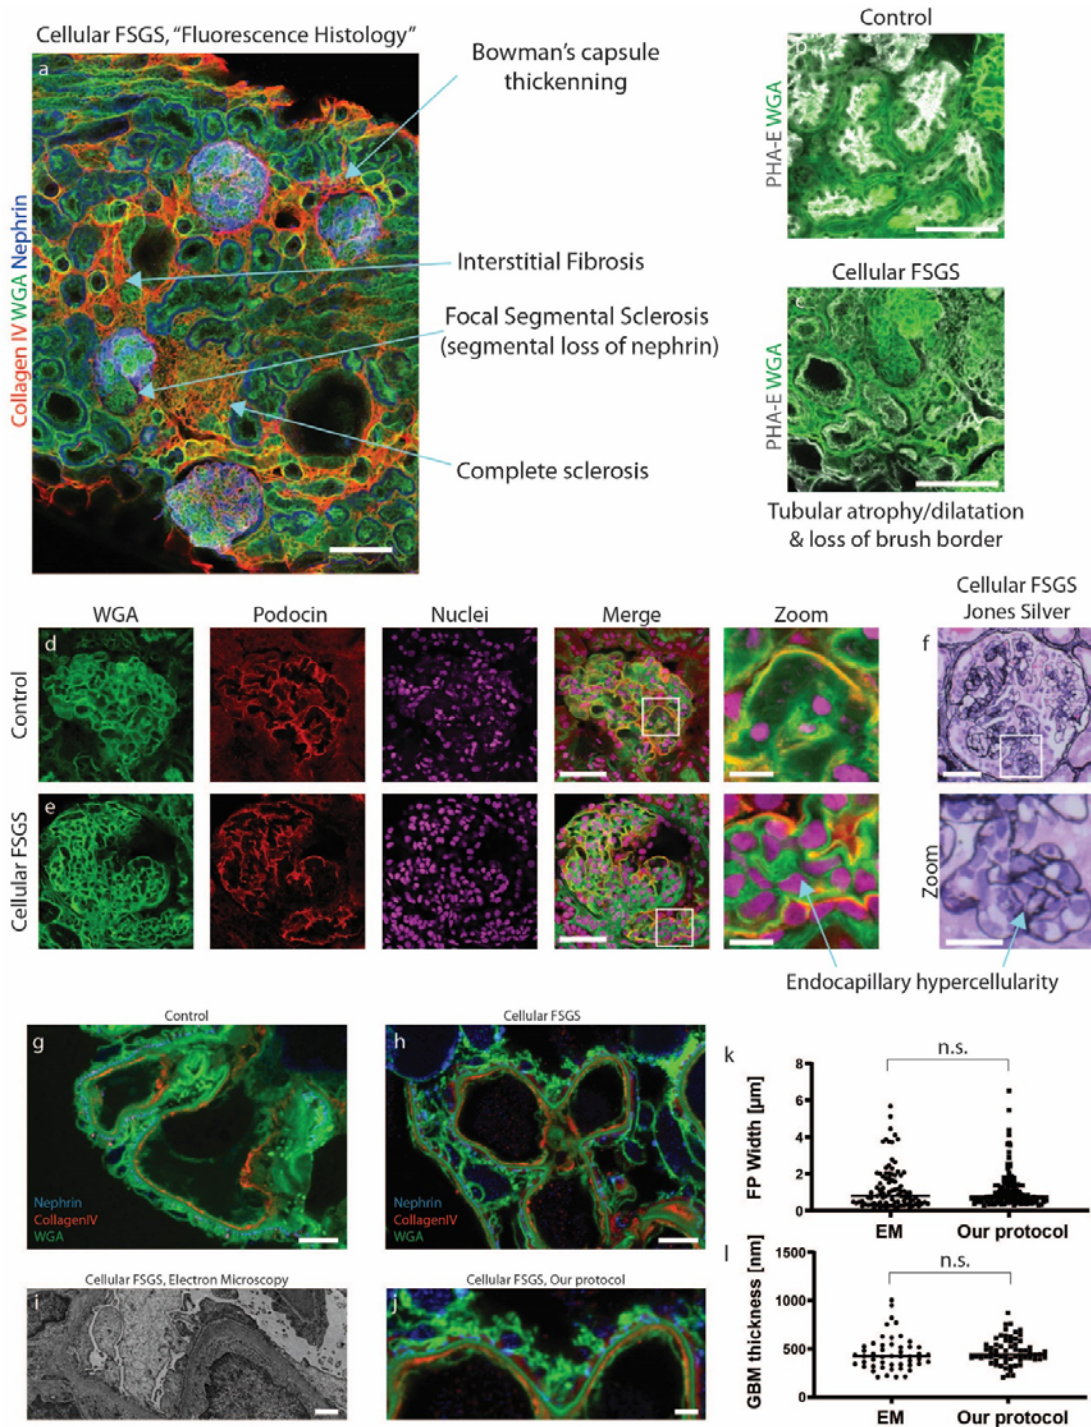 Cellular FSGS, "Fluorescence Histology"
a
Collagen IV WGA Nephrin
Bowman's capsule
thickenning
Interstitial Fibrosis
Focal Segmental Sclerosis
(segmental loss of nephrin)
Complete sclerosis
Control
b
PHA-E WGA
Cellular FSGS
c
PHA-E WGA
Tubular atrophy/dilatation
& loss of brush border
WGA
Podocin
Nuclei
Merge
Zoom
Cellular FSGS
Jones Silver
d
Control
f
e
Cellular FSGS
Zoom
Endocapillary hypercellularity
Control
g
Nephrin
CollagenIV
WGA
Cellular FSGS
h
Nephrin
CollagenIV
WGA
Cellular FSGS, Electron Microscopy
i
Cellular FSGS, Our protocol
j
k
n.s.
FP Width [µm]
8
6
4
2
0
EM
Our protocol
l
n.s.
GBM thickness [nm]
1500
1000
500
0
EM
Our protocol